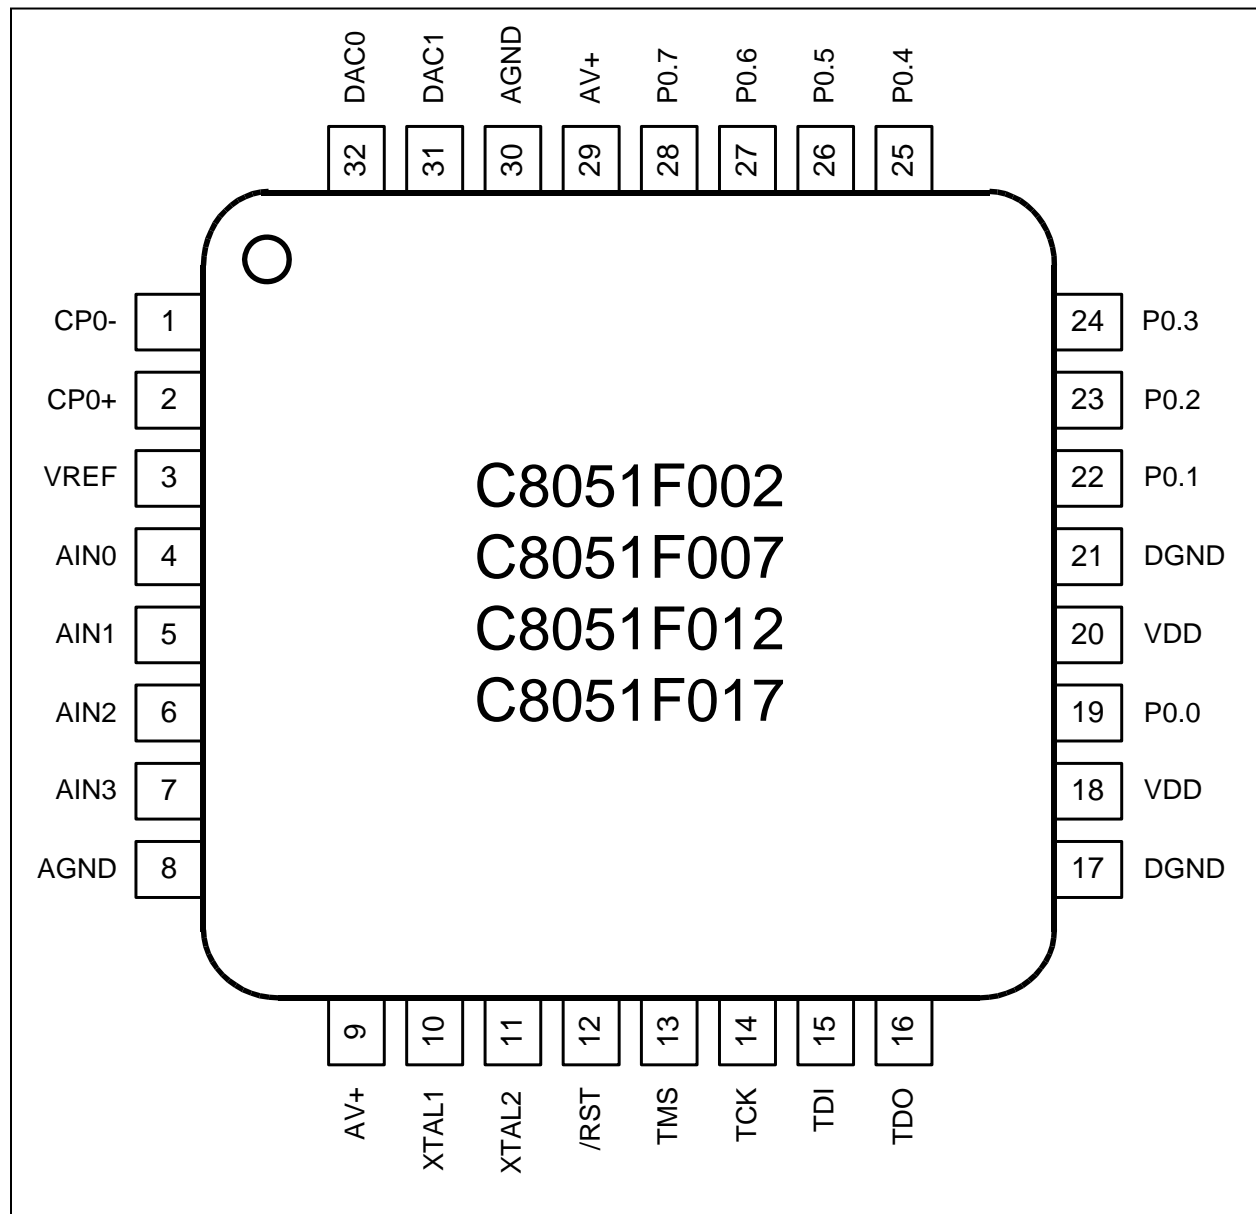 DAC0 DAC1 AGND AV+ P0.7 P0.6 P0.5 P0.4
32 31 30 29 28 27 26 25
CP0- 1 24 P0.3
CP0+ 2 23 P0.2
VREF 3 22 P0.1
C8051F002
AIN0 4 21 DGND
C8051F007
AIN1 5 20 VDD
C8051F012
AIN2 6 19 P0.0
C8051F017
AIN3 7 18 VDD
AGND 8 17 DGND
9 10 11 12 13 14 15 16
AV+ XTAL1 XTAL2 /RST TMS TCK TDI TDO